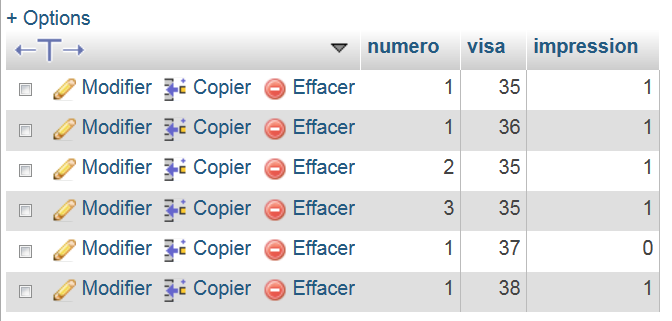 + Options
numero visa impression
Modifier Copier Effacer 1 35 1
Modifier Copier Effacer 1 36 1
Modifier Copier Effacer 2 35 1
Modifier Copier Effacer 3 35 1
Modifier Copier Effacer 1 37 0
Modifier Copier Effacer 1 38 1